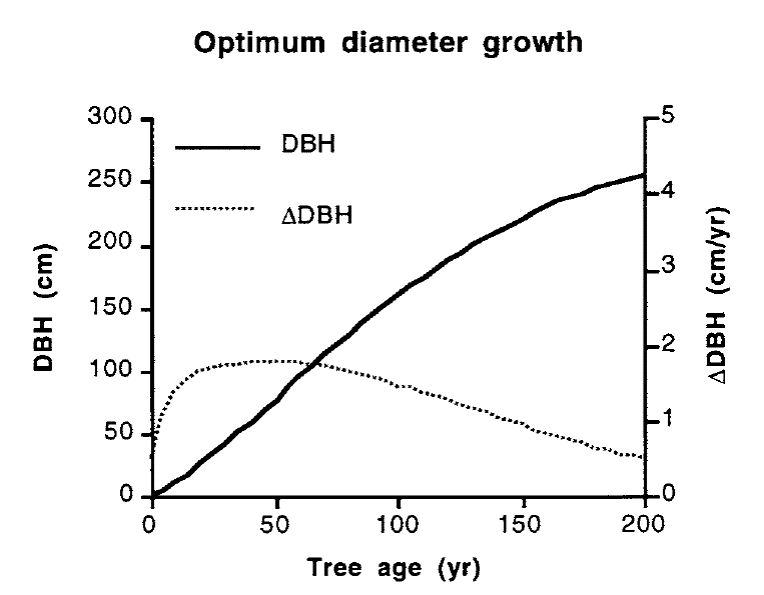 Optimum diameter growth
300
250
200
150
100
50
0
DBH (cm)
DBH
ΔDBH
5
4
3
2
1
0
ΔDBH (cm/yr)
0 50 100 150 200
Tree age (yr)